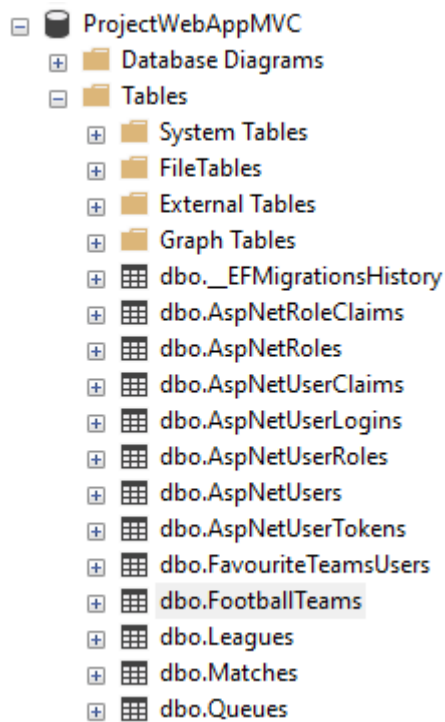 ProjectWebAppMVC
Database Diagrams
Tables
System Tables
FileTables
External Tables
Graph Tables
dbo.__EFMigrationsHistory
dbo.AspNetRoleClaims
dbo.AspNetRoles
dbo.AspNetUserClaims
dbo.AspNetUserLogins
dbo.AspNetUserRoles
dbo.AspNetUsers
dbo.AspNetUserTokens
dbo.FavouriteTeamsUsers
dbo.FootballTeams
dbo.Leagues
dbo.Matches
dbo.Queues